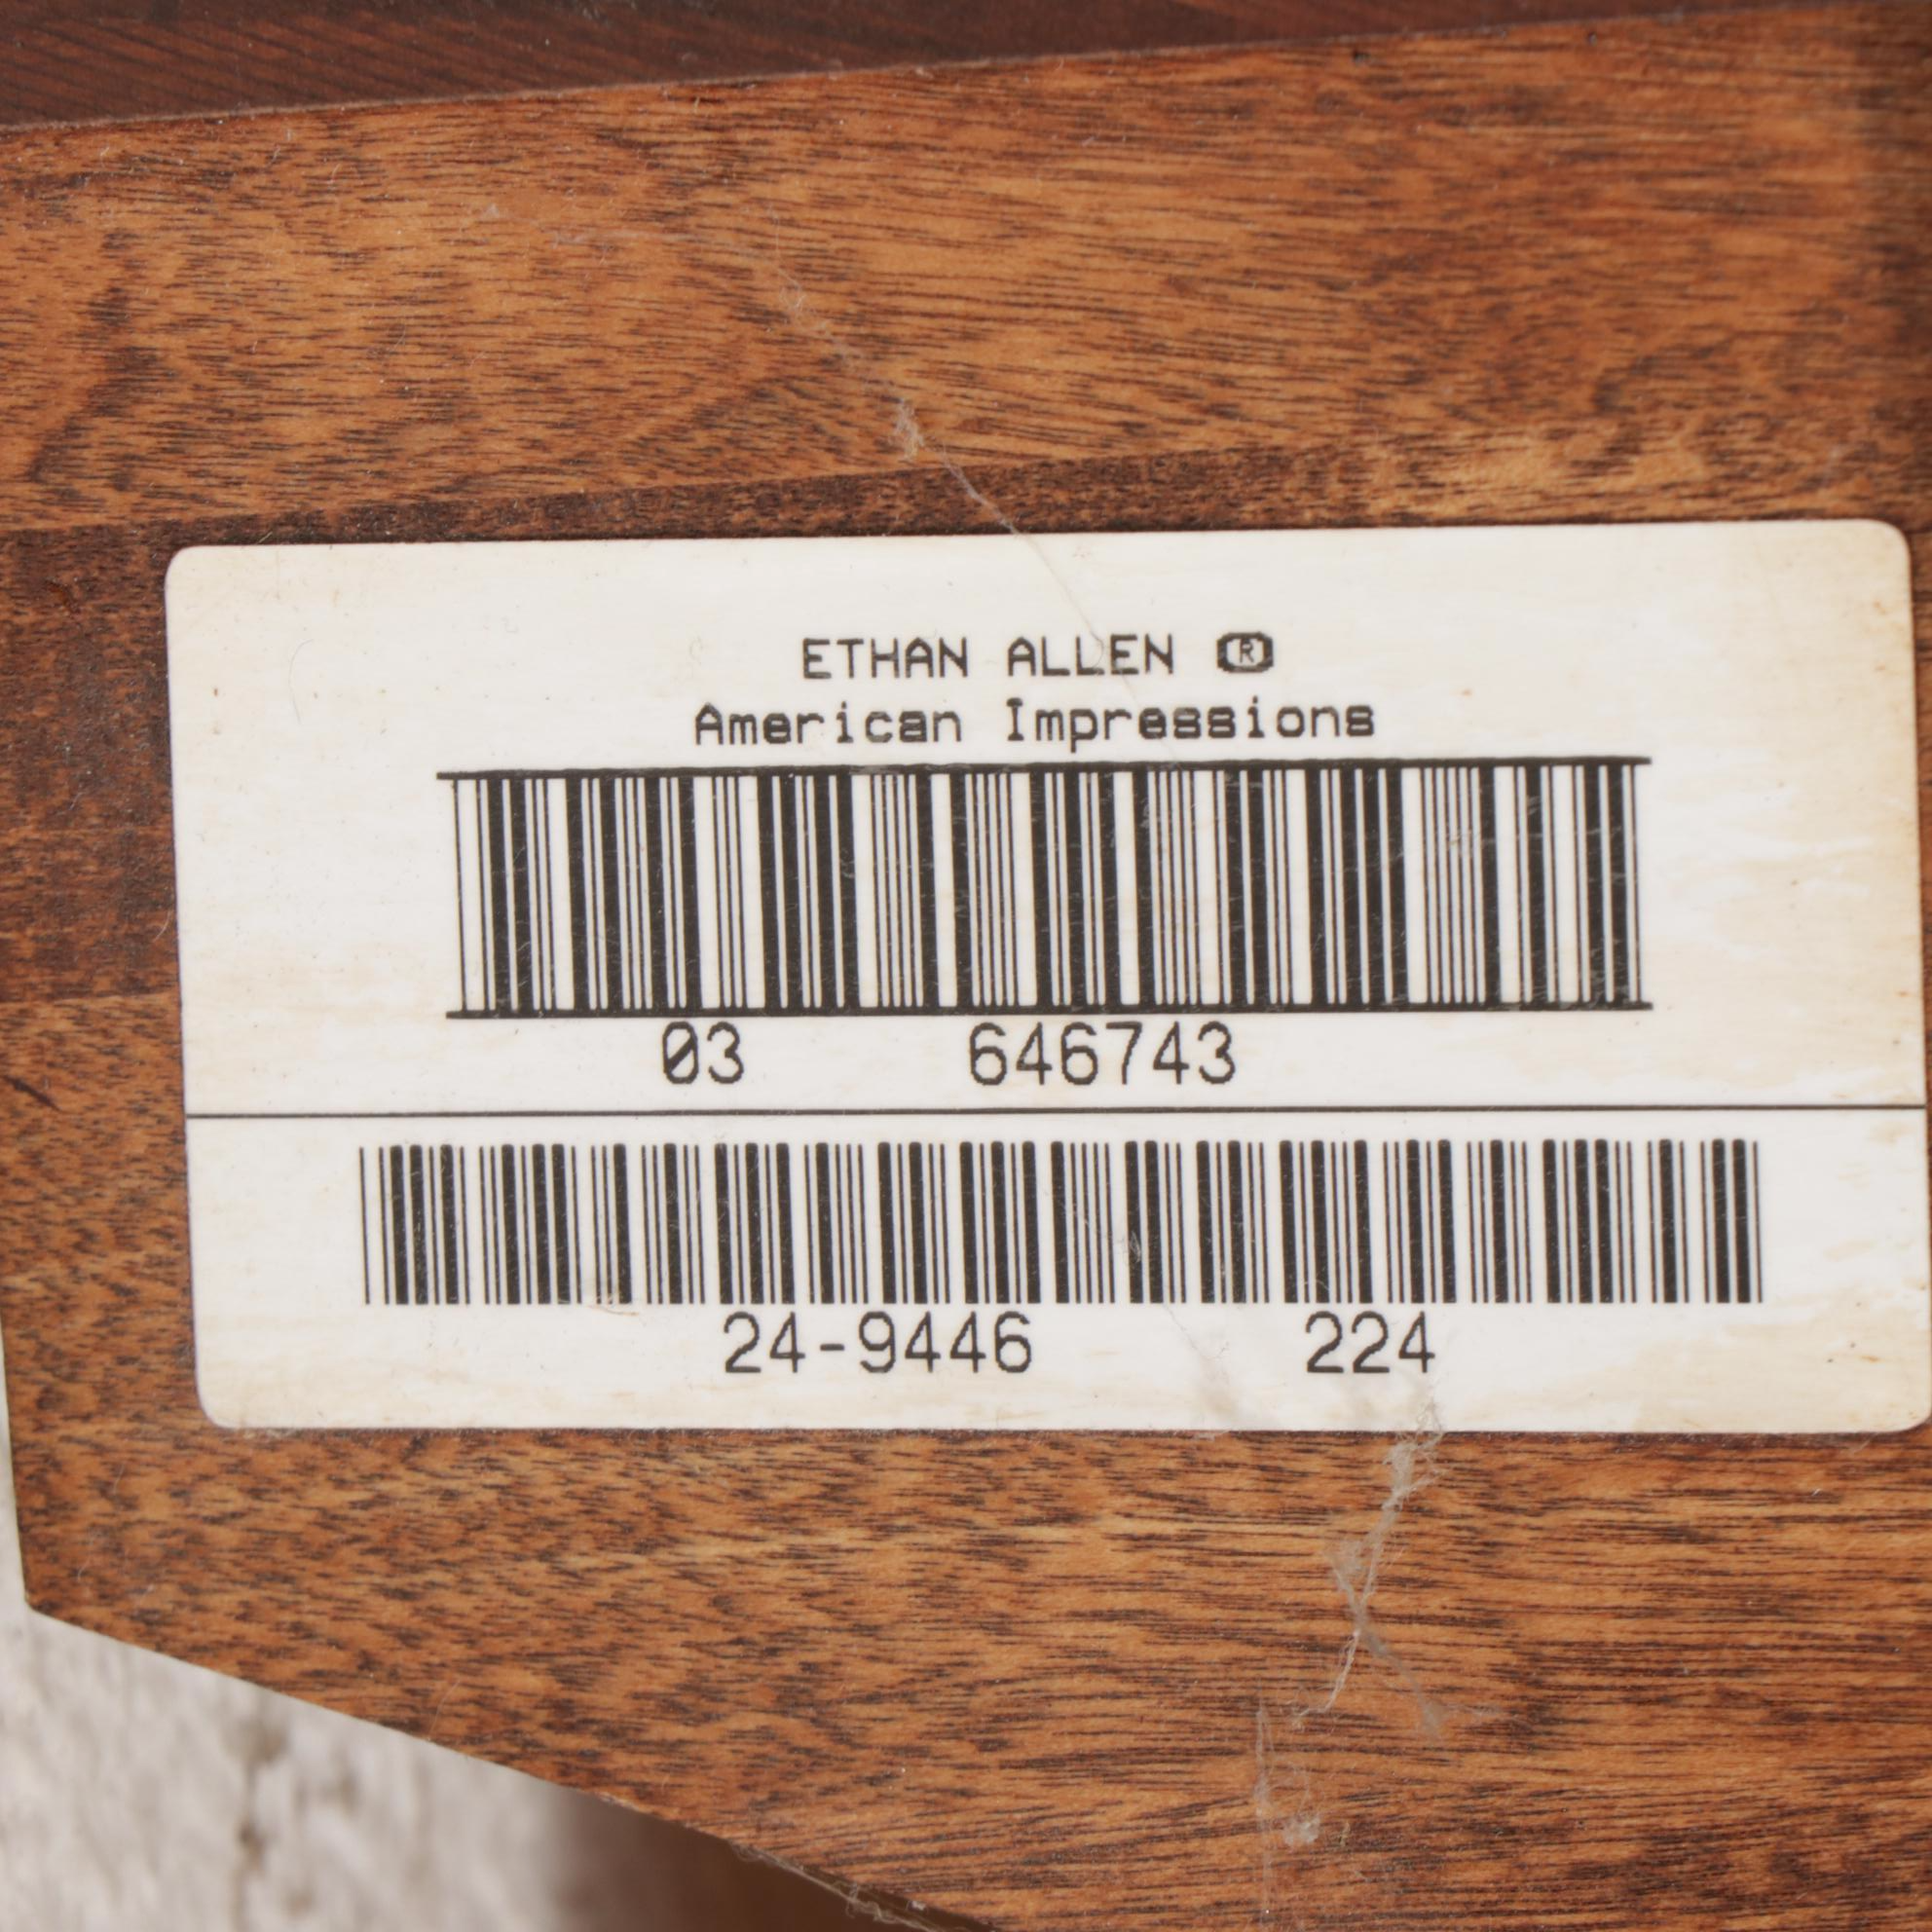 ETHAN ALLEN ®
American Impressions
03 646743
24-9446 224